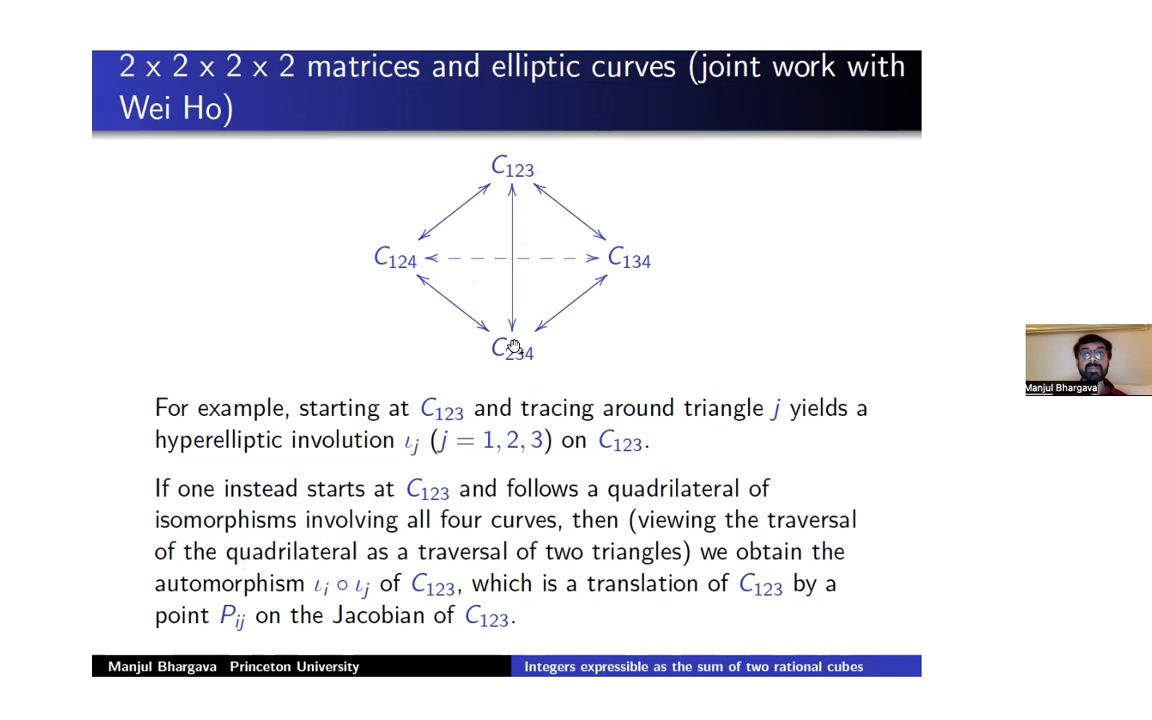 2 x 2 x 2 x 2 matrices and elliptic curves (joint work with
Wei Ho)
C₁₂₃
C₁₂₄
C₁₃₄
C₂₃₄
For example, starting at C₁₂₃ and tracing around triangle j yields a
hyperelliptic involution ιⱼ (j = 1, 2, 3) on C₁₂₃.
If one instead starts at C₁₂₃ and follows a quadrilateral of
isomorphisms involving all four curves, then (viewing the traversal
of the quadrilateral as a traversal of two triangles) we obtain the
automorphism ιᵢ ∘ ιⱼ of C₁₂₃, which is a translation of C₁₂₃ by a
point Pᵢⱼ on the Jacobian of C₁₂₃.
Manjul Bhargava
Manjul Bhargava Princeton University
Integers expressible as the sum of two rational cubes